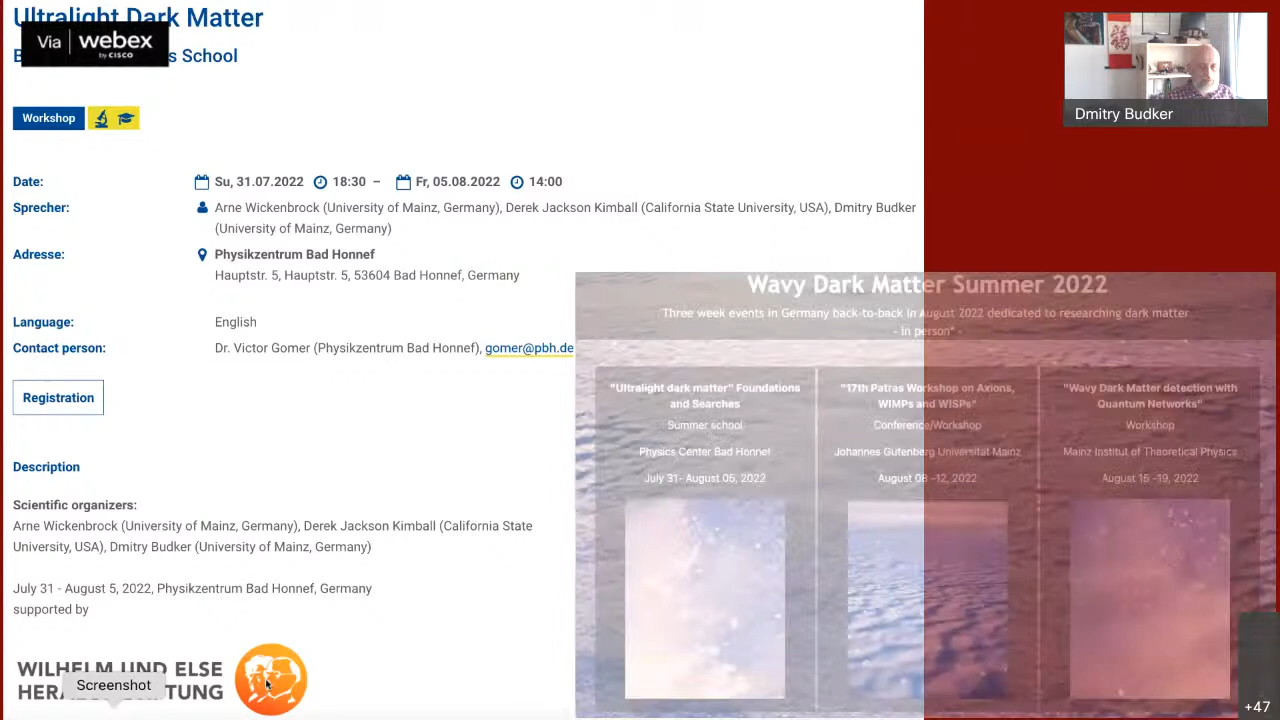 Ultralight Dark Matter
Via webex
by CISCO
s School
Workshop
Date: Su, 31.07.2022 18:30 – Fr, 05.08.2022 14:00
Sprecher: Arne Wickenbrock (University of Mainz, Germany), Derek Jackson Kimball (California State University, USA), Dmitry Budker
(University of Mainz, Germany)
Adresse: Physikzentrum Bad Honnef
Hauptstr. 5, Hauptstr. 5, 53604 Bad Honnef, Germany
Language: English
Contact person: Dr. Victor Gomer (Physikzentrum Bad Honnef), gomer@pbh.de
Registration
Description
Scientific organizers:
Arne Wickenbrock (University of Mainz, Germany), Derek Jackson Kimball (California State
University, USA), Dmitry Budker (University of Mainz, Germany)
July 31 - August 5, 2022, Physikzentrum Bad Honnef, Germany
supported by
WILHELM UND ELSE
Screenshot
Dmitry Budker
Wavy Dark Matter Summer 2022
Three week events in Germany back-to-back in August 2022 dedicated to researching dark matter
- in person* -
"Ultralight dark matter" Foundations
and Searches
Summer school
Physics Center Bad Honnef
July 31- August 05, 2022
"17th Patras Workshop on Axions,
WIMPs and WISPs"
Conference/Workshop
Johannes Gutenberg Universität Mainz
August 08 -12, 2022
"Wavy Dark Matter detection with
Quantum Networks"
Workshop
Mainz Institut of Theoretical Physics
August 15 -19, 2022
+47